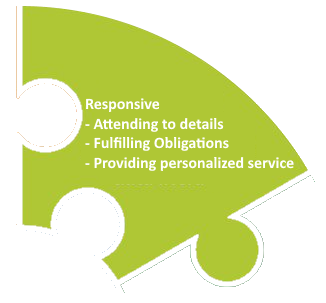 Responsive
- Attending to details
- Fulfilling Obligations
- Providing personalized service